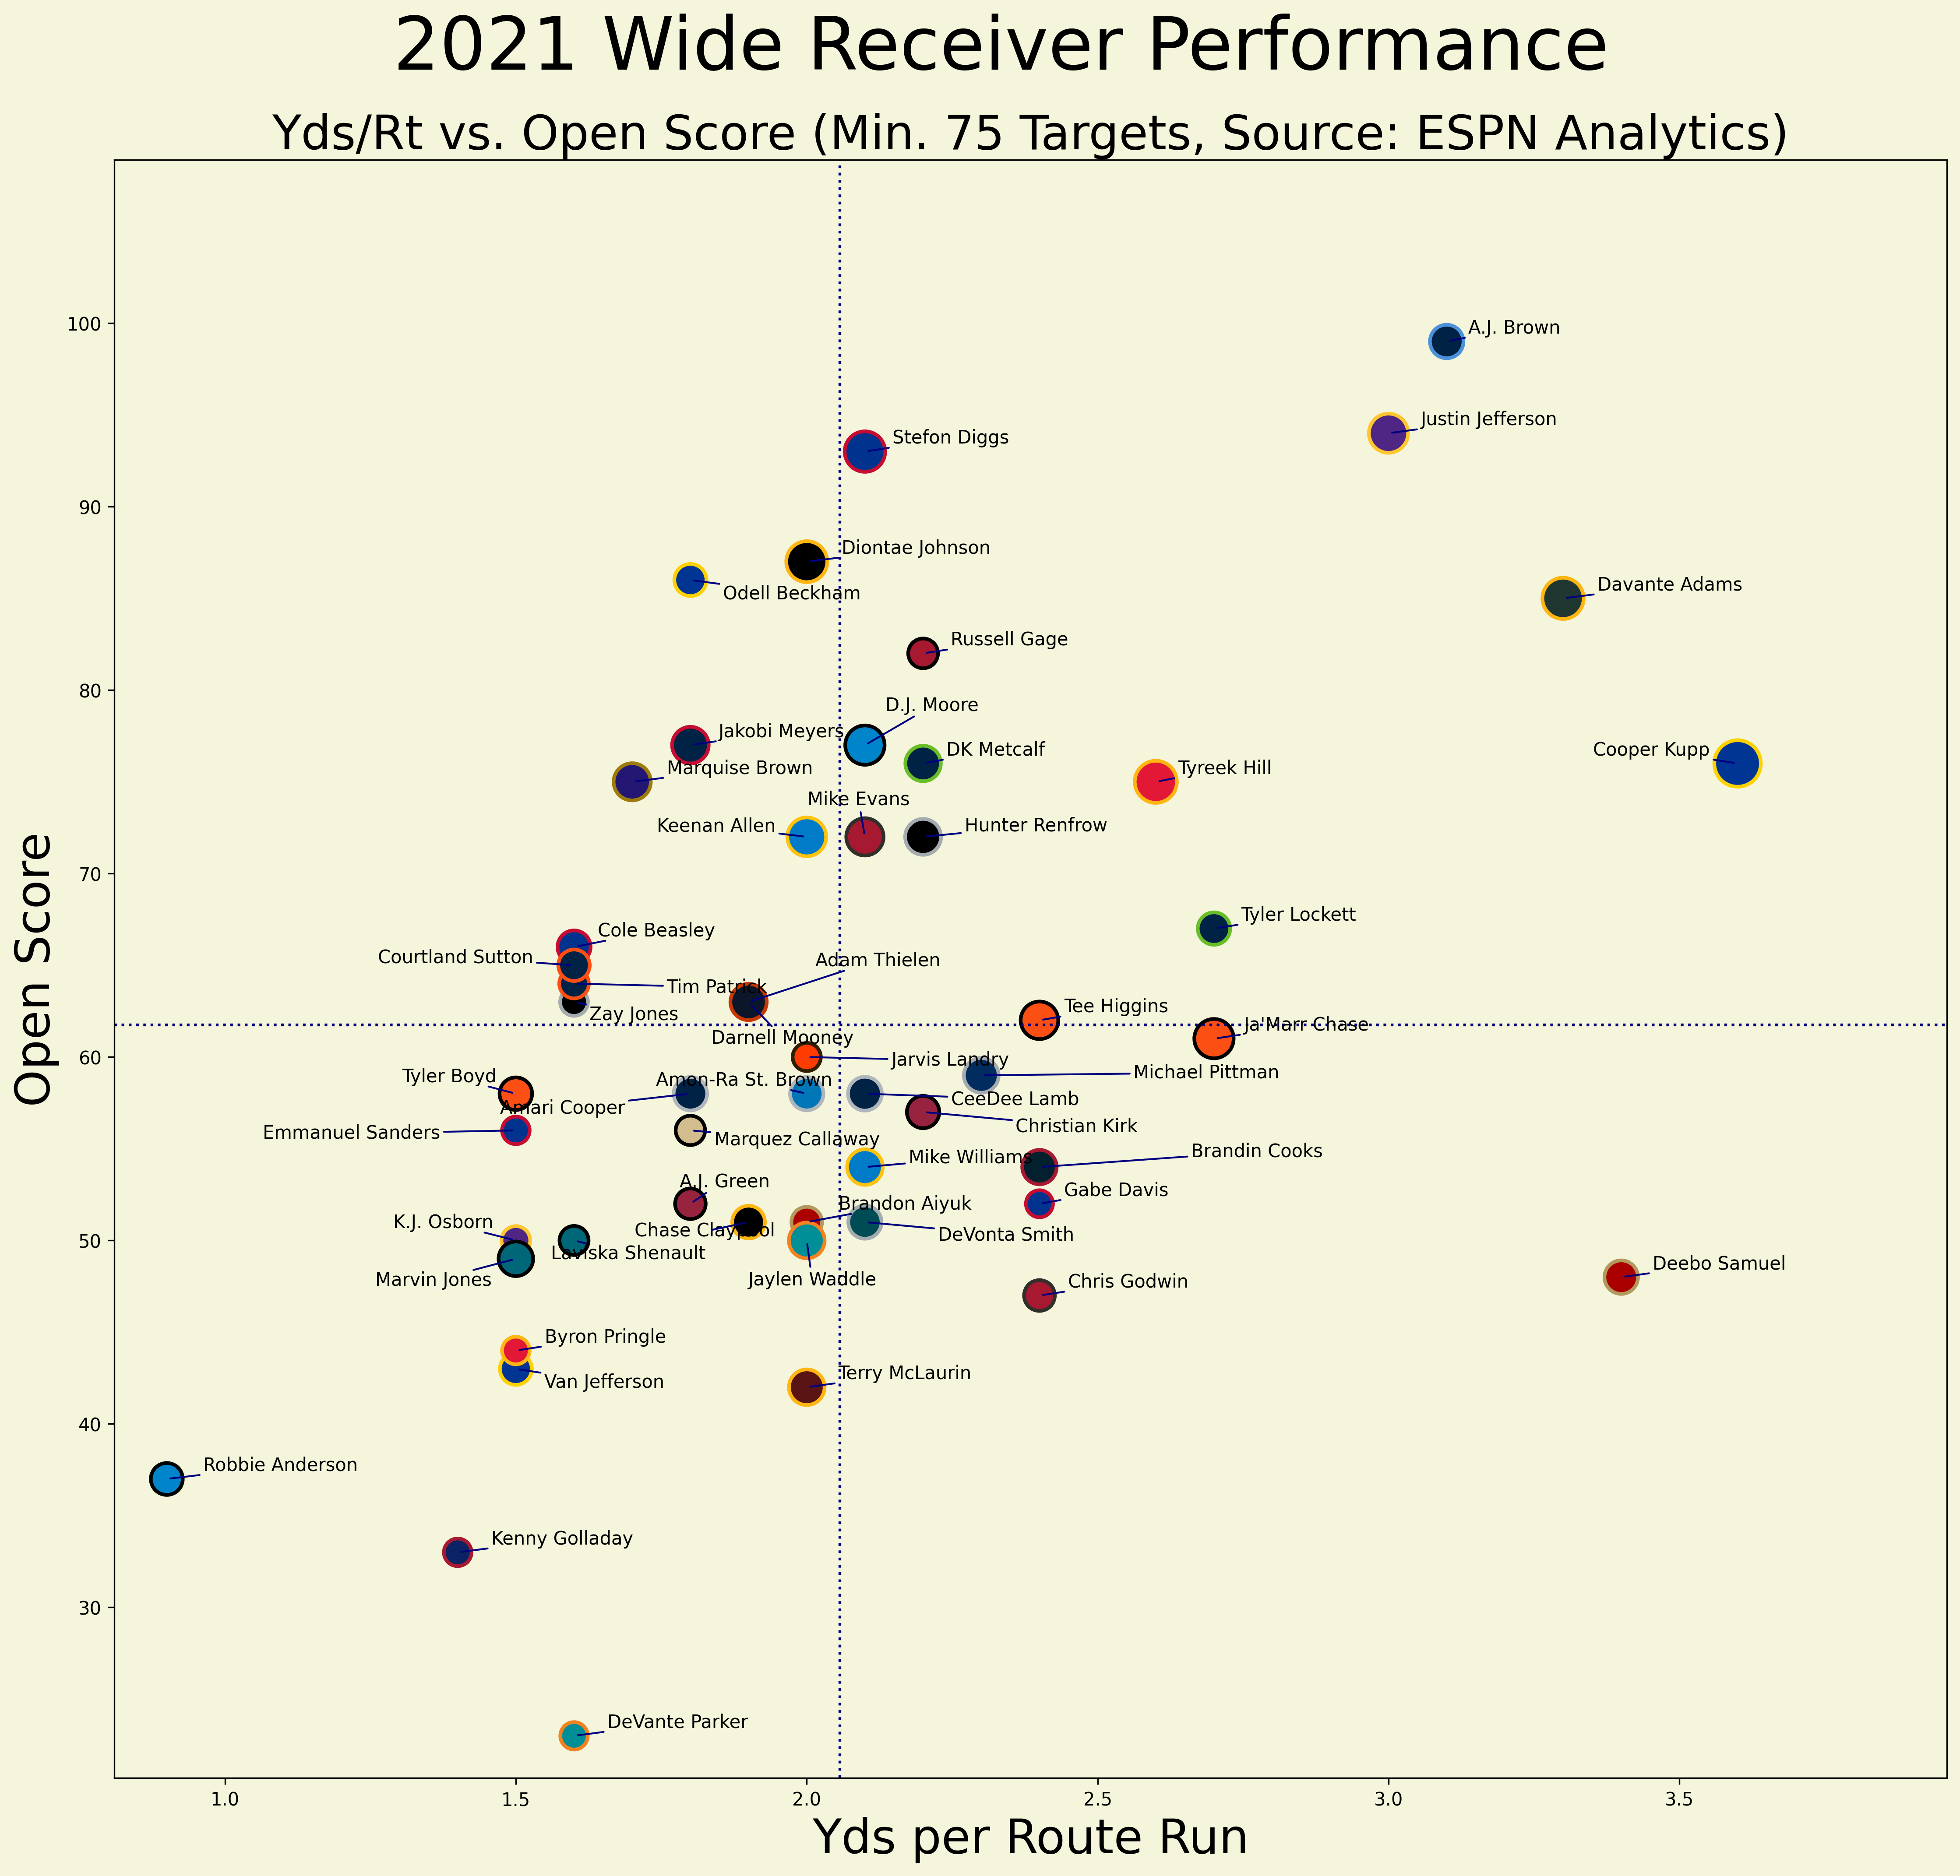 2021 Wide Receiver Performance
Yds/Rt vs. Open Score (Min. 75 Targets, Source: ESPN Analytics)
100
A.J. Brown
Justin Jefferson
Stefon Diggs
90
Diontae Johnson
Odell Beckham
Davante Adams
Russell Gage
80
D.J. Moore
Jakobi Meyers
DK Metcalf
Cooper Kupp
Marquise Brown
Tyreek Hill
Mike Evans
Keenan Allen
Hunter Renfrow
70
Tyler Lockett
Cole Beasley
Courtland Sutton
Adam Thielen
Tim Patrick
Zay Jones
Tee Higgins
Ja'Marr Chase
Darnell Mooney
60
Jarvis Landry
Michael Pittman
Tyler Boyd
Amon-Ra St. Brown
CeeDee Lamb
Amari Cooper
Christian Kirk
Emmanuel Sanders
Marquez Callaway
Mike Williams
Brandin Cooks
A.J. Green
Gabe Davis
Brandon Aiyuk
K.J. Osborn
Chase Claypool
DeVonta Smith
50
Laviska Shenault
Marvin Jones
Jaylen Waddle
Chris Godwin
Deebo Samuel
Byron Pringle
Van Jefferson
Terry McLaurin
40
Robbie Anderson
Kenny Golladay
30
DeVante Parker
Open Score
1.0
1.5
2.0
2.5
3.0
3.5
Yds per Route Run